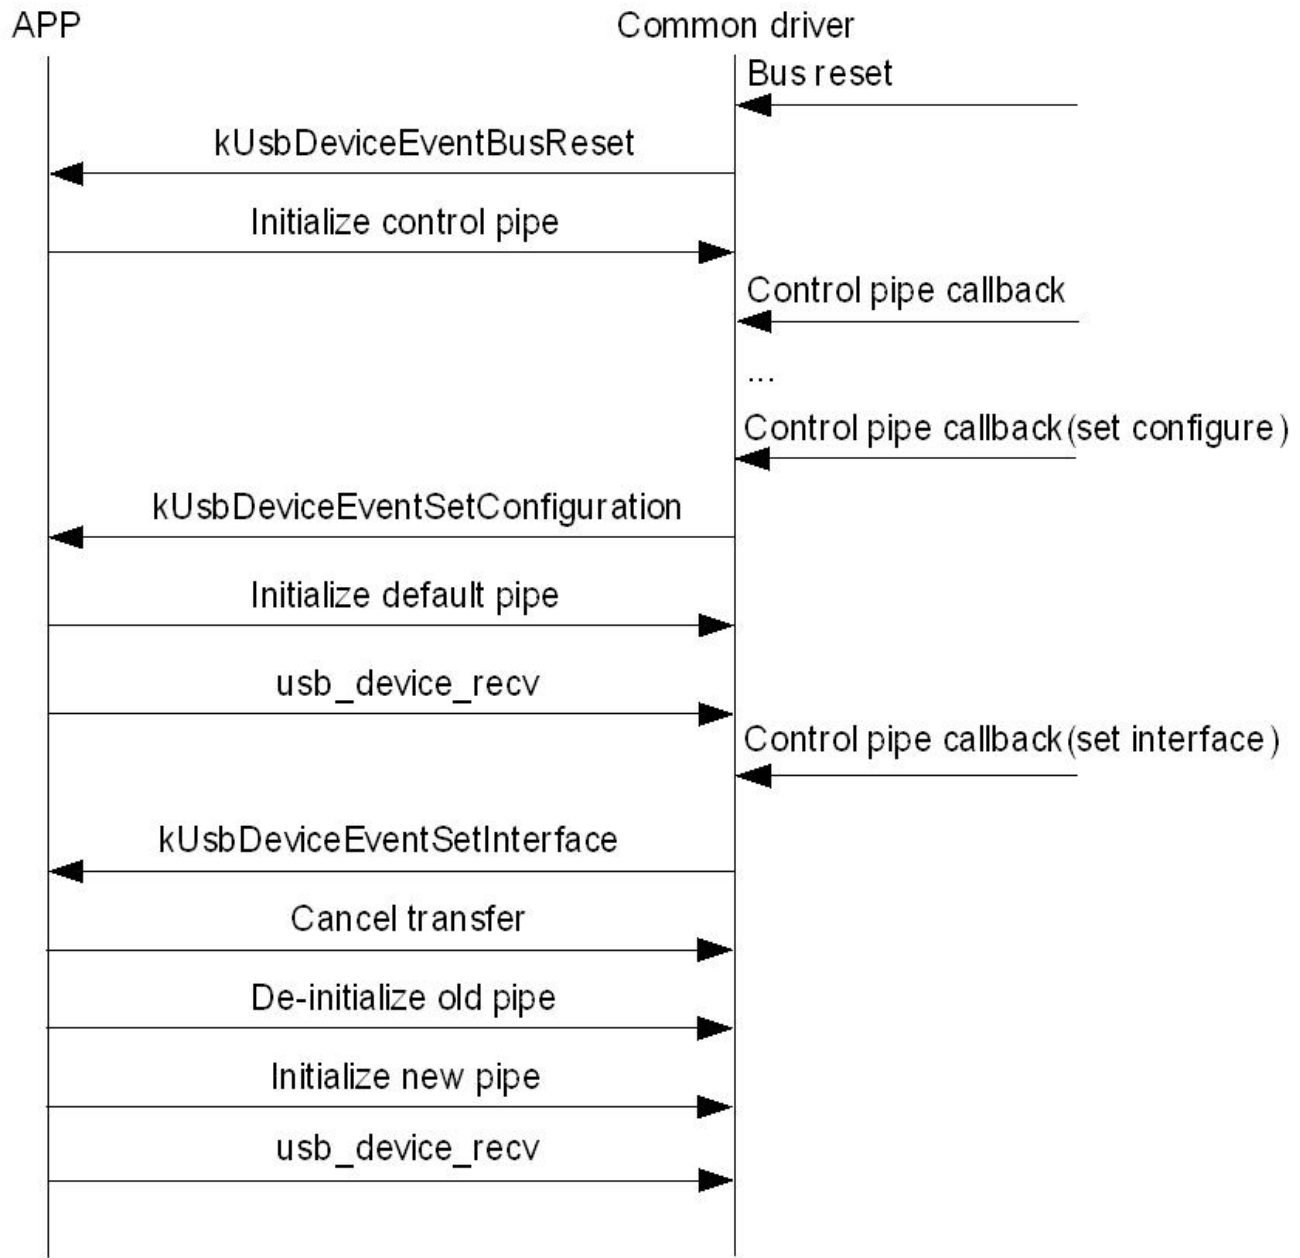 APP
Common driver
Bus reset
kUsbDeviceEventBusReset
Initialize control pipe
Control pipe callback
...
Control pipe callback(set configure)
kUsbDeviceEventSetConfiguration
Initialize default pipe
usb_device_recv
Control pipe callback(set interface)
kUsbDeviceEventSetInterface
Cancel transfer
De-initialize old pipe
Initialize new pipe
usb_device_recv